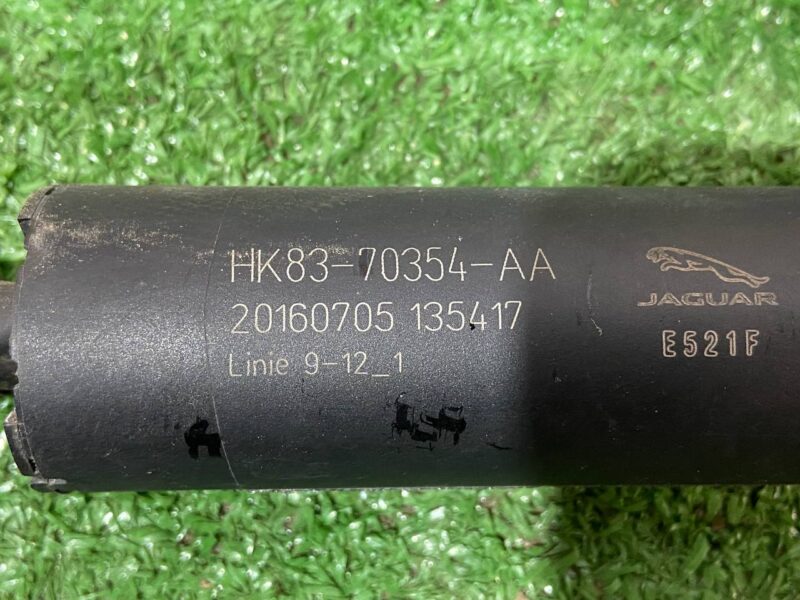 HK83-70354-AA
20160705 135417
Linie 9-12_1
JAGUAR
E521F